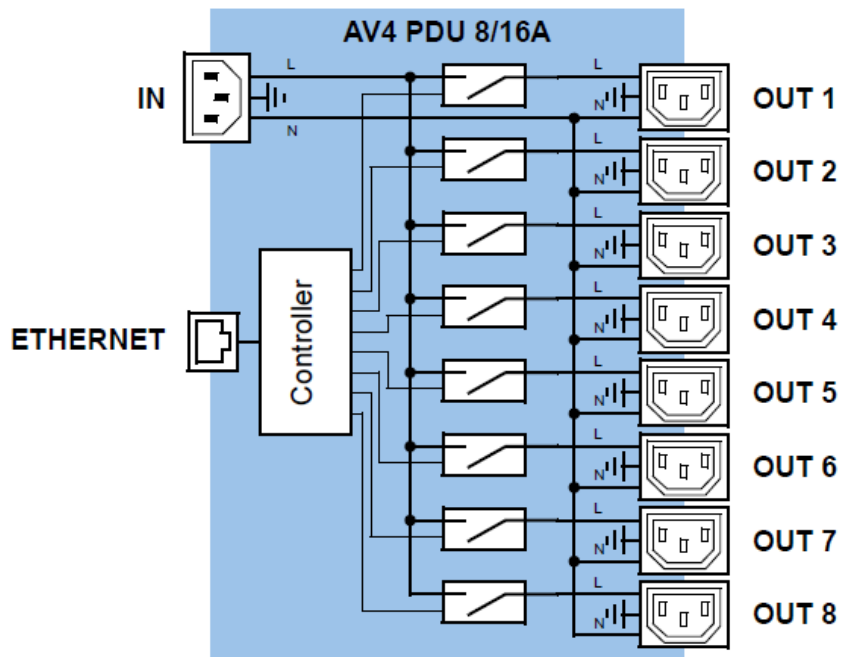 AV4 PDU 8/16A
IN
L
N
L
N
OUT 1
L
N
OUT 2
L
N
OUT 3
L
N
OUT 4
ETHERNET
Controller
L
N
OUT 5
L
N
OUT 6
L
N
OUT 7
L
N
OUT 8